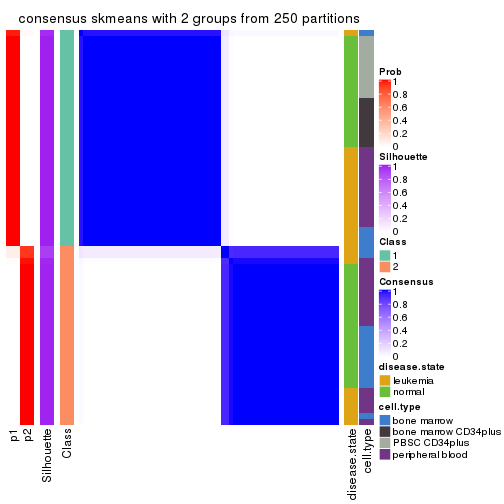 consensus skmeans with 2 groups from 250 partitions
Prob
1
0.8
0.6
0.4
0.2
0
Silhouette
1
0.8
0.6
0.4
0.2
0
Class
1
2
Consensus
1
0.8
0.6
0.4
0.2
0
disease.state
leukemia
normal
cell.type
bone marrow
bone marrow CD34plus
PBSC CD34plus
peripheral blood
p1
p2
Silhouette
Class
disease.state
cell.type